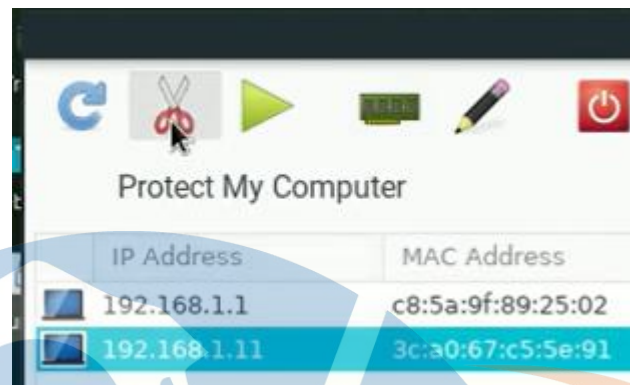 Protect My Computer
IP Address MAC Address
192.168.1.1 c8:5a:9f:89:25:02
192.168.1.11 3c:a0:67:c5:5e:91